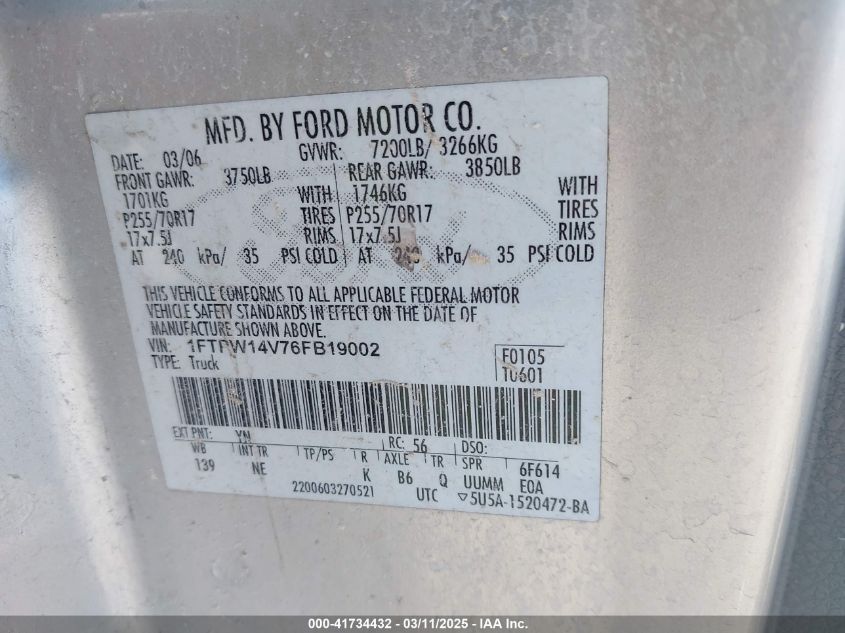 MFD. BY FORD MOTOR CO.
DATE: 03/06 GVWR: 7200LB/ 3266KG
FRONT GAWR: 3750LB REAR GAWR: 3850LB
1701KG WITH 1746KG WITH
P255/70R17 TIRES P255/70R17 TIRES
17x7.5J RIMS 17x7.5J RIMS
AT 240 kPa/ 35 PSI COLD AT 240 kPa/ 35 PSI COLD
THIS VEHICLE CONFORMS TO ALL APPLICABLE FEDERAL MOTOR
VEHICLE SAFETY STANDARDS IN EFFECT ON THE DATE OF
MANUFACTURE SHOWN ABOVE.
VIN: 1FTPW14V76FB19002 F0105
TYPE: Truck T0601
EXT PNT: YN RC: 56 DSO:
WB INT TR TP/PS R AXLE TR SPR 6F614
139 NE K B6 Q UUMM EOA
2200603270521 UTC ▽5U5A-1520472-BA
000-41734432 - 03/11/2025 - IAA Inc.